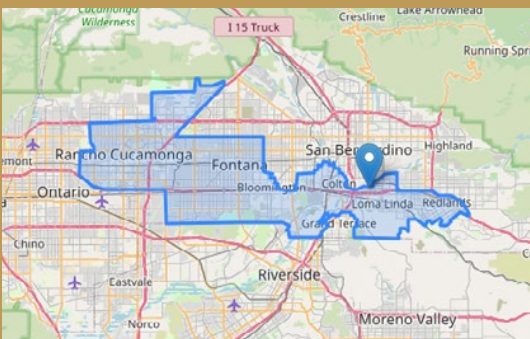 Cucamonga
Wilderness
Crestline
Lake Arrowhead
I 15 Truck
Running Spr
San Bernardino
Highland
emont
Rancho Cucamonga
Fontana
Ontario
Bloomington
Colton
Loma Linda
Redlands
Grand Terrace
Chino
Eastvale
Riverside
Norco
Moreno Valley